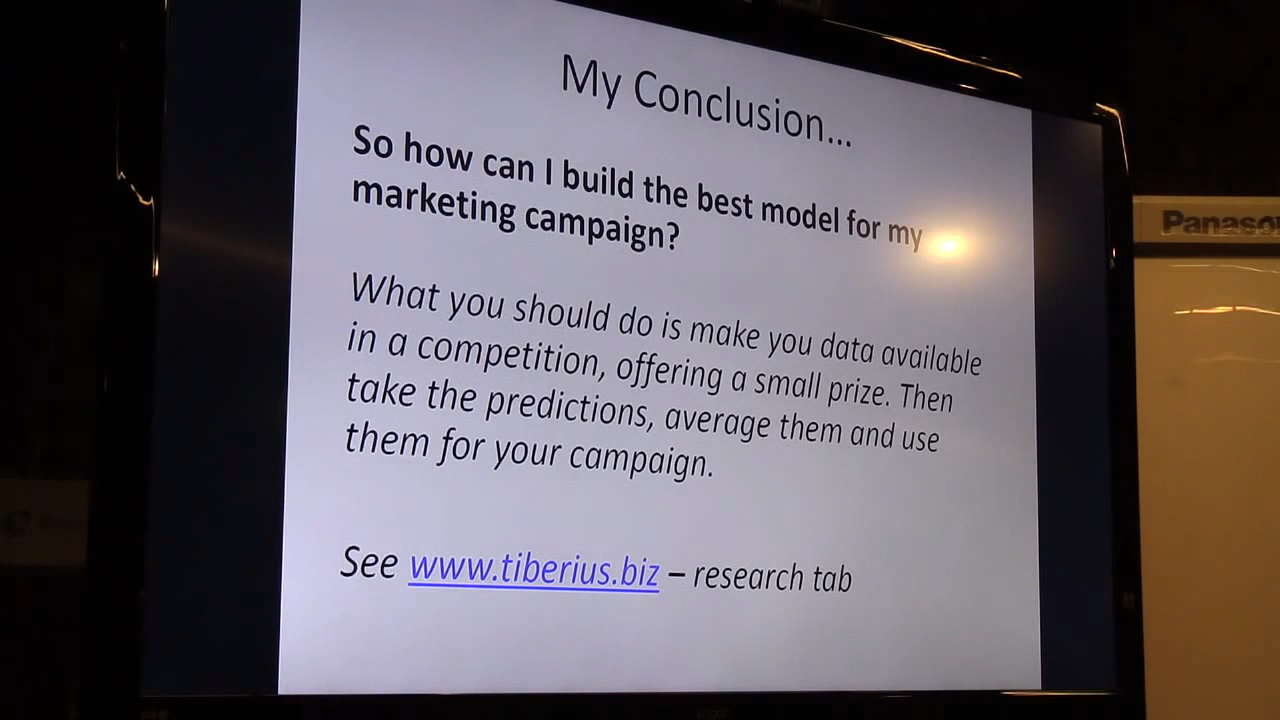 My Conclusion...
So how can I build the best model for my
marketing campaign?
What you should do is make you data available
in a competition, offering a small prize. Then
take the predictions, average them and use
them for your campaign.
See www.tiberius.biz – research tab